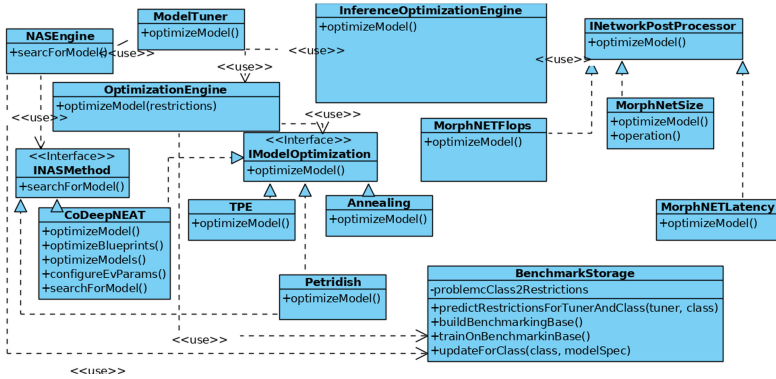 ModelTuner
+optimizeModel()
NASEngine
+searcForModel()
<<use>>
InferenceOptimizationEngine
+optimizeModel()
<<use>>
<<use>>
INetworkPostProcessor
+optimizeModel()
<<use>>
OptimizationEngine
+optimizeModel(restrictions)
<<use>>
<<use>>
MorphNetSize
+optimizeModel()
+operation()
MorphNETFlops
+optimizeModel()
<<Interface>>
IModelOptimization
+optimizeModel()
<<Interface>>
INASMethod
+searchForModel()
CoDeepNEAT
+optimizeModel()
+optimizeBlueprints()
+optimizeModels()
+configureEvParams()
+searchForModel()
TPE
+optimizeModel()
Annealing
+optimizeModel()
MorphNETLatency
+optimizeModel()
Petridish
+optimizeModel()
BenchmarkStorage
-problemcClass2Restrictions
+predictRestrictionsForTunerAndClass(tuner, class)
+buildBenchmarkingBase()
+trainOnBenchmarkinBase()
+updateForClass(class, modelSpec)
<<use>>
<<use>>